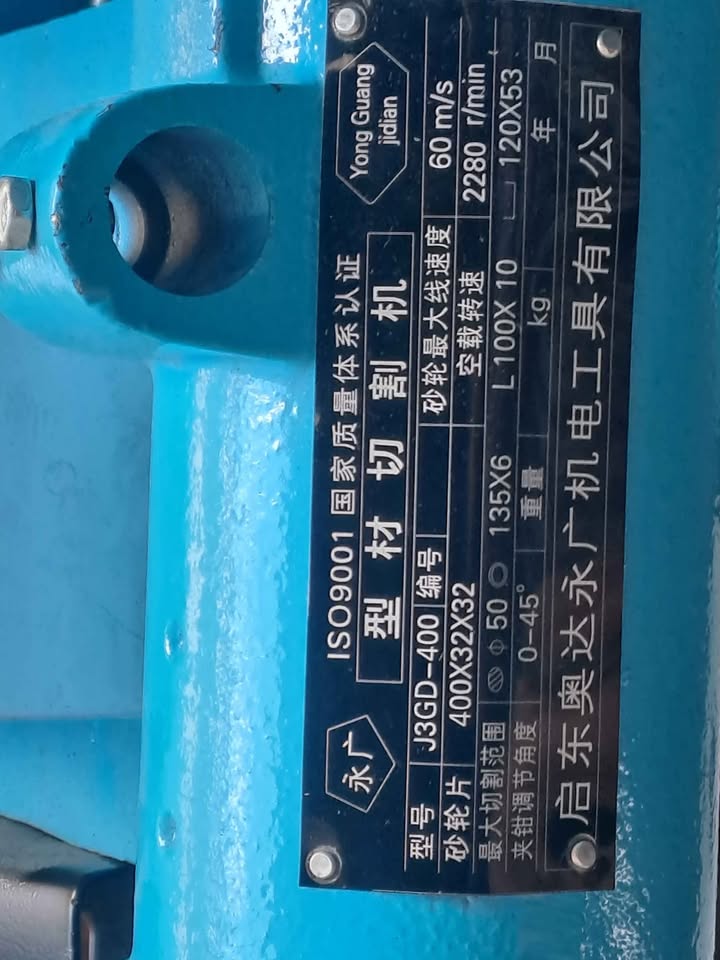 永广
ISO9001 国家质量体系认证
Yong Guang
jidian
型材切割机
型号 J3GD-400 编号 砂轮最大线速度 60 m/s
砂轮片 400X32X32 空载转速 2280 r/min
最大切割范围 ϕ50 135X6 L 100X10 120X53
夹钳调节角度 0-45° 重量 kg 年 月
启东奥达永广机电工具有限公司